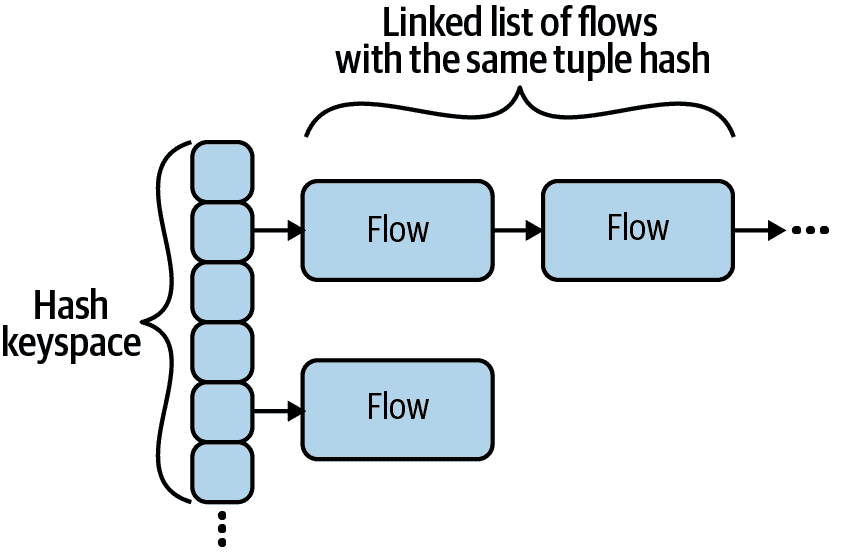 Linked list of flows
with the same tuple hash
Flow
Flow
Hash
keyspace
Flow